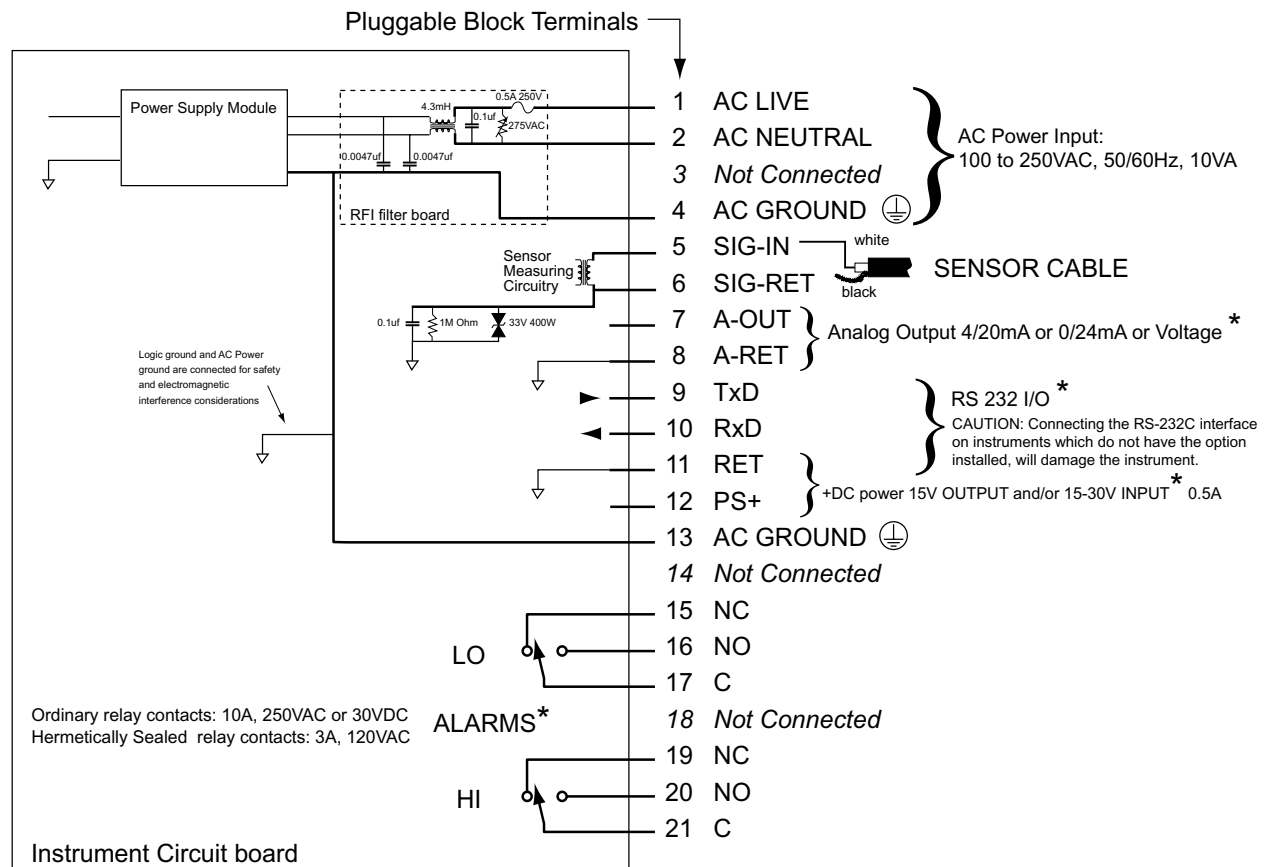 Pluggable Block Terminals
Power Supply Module
4.3mH
0.5A 250V
0.1uf
275VAC
0.0047uf
0.0047uf
RFI filter board
1 AC LIVE
2 AC NEUTRAL
3 Not Connected
4 AC GROUND
AC Power Input:
100 to 250VAC, 50/60Hz, 10VA
Sensor
Measuring
Circuitry
5 SIG-IN
6 SIG-RET
white
black
SENSOR CABLE
0.1uf
1M Ohm
33V 400W
7 A-OUT
8 A-RET
Analog Output 4/20mA or 0/24mA or Voltage *
Logic ground and AC Power
ground are connected for safety
and electromagnetic
interference considerations
9 TxD
10 RxD
RS 232 I/O *
CAUTION: Connecting the RS-232C interface
on instruments which do not have the option
installed, will damage the instrument.
11 RET
12 PS+
+DC power 15V OUTPUT and/or 15-30V INPUT * 0.5A
13 AC GROUND
14 Not Connected
LO
15 NC
16 NO
17 C
Ordinary relay contacts: 10A, 250VAC or 30VDC
Hermetically Sealed relay contacts: 3A, 120VAC
ALARMS*
18 Not Connected
HI
19 NC
20 NO
21 C
Instrument Circuit board